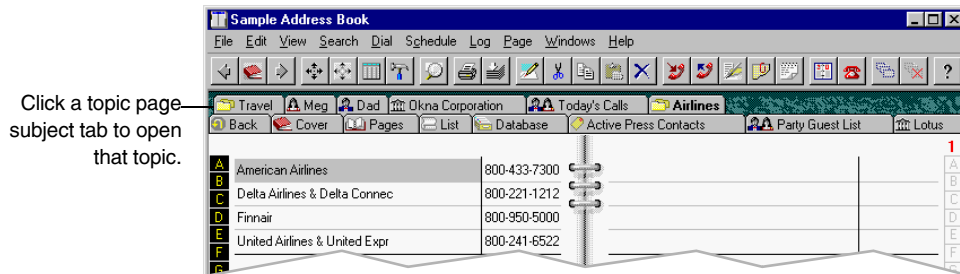 Sample Address Book
File Edit View Search Dial Schedule Log Page Windows Help
Click a topic page
subject tab to open
that topic.
Travel Meg Dad Okna Corporation Today's Calls Airlines
Back Cover Pages List Database Active Press Contacts Party Guest List Lotus
1
A American Airlines 800-433-7300 A
B B
C Delta Airlines & Delta Connec 800-221-1212 C
D Finnair 800-950-5000 D
E United Airlines & United Expr 800-241-6522 E
F F
G G